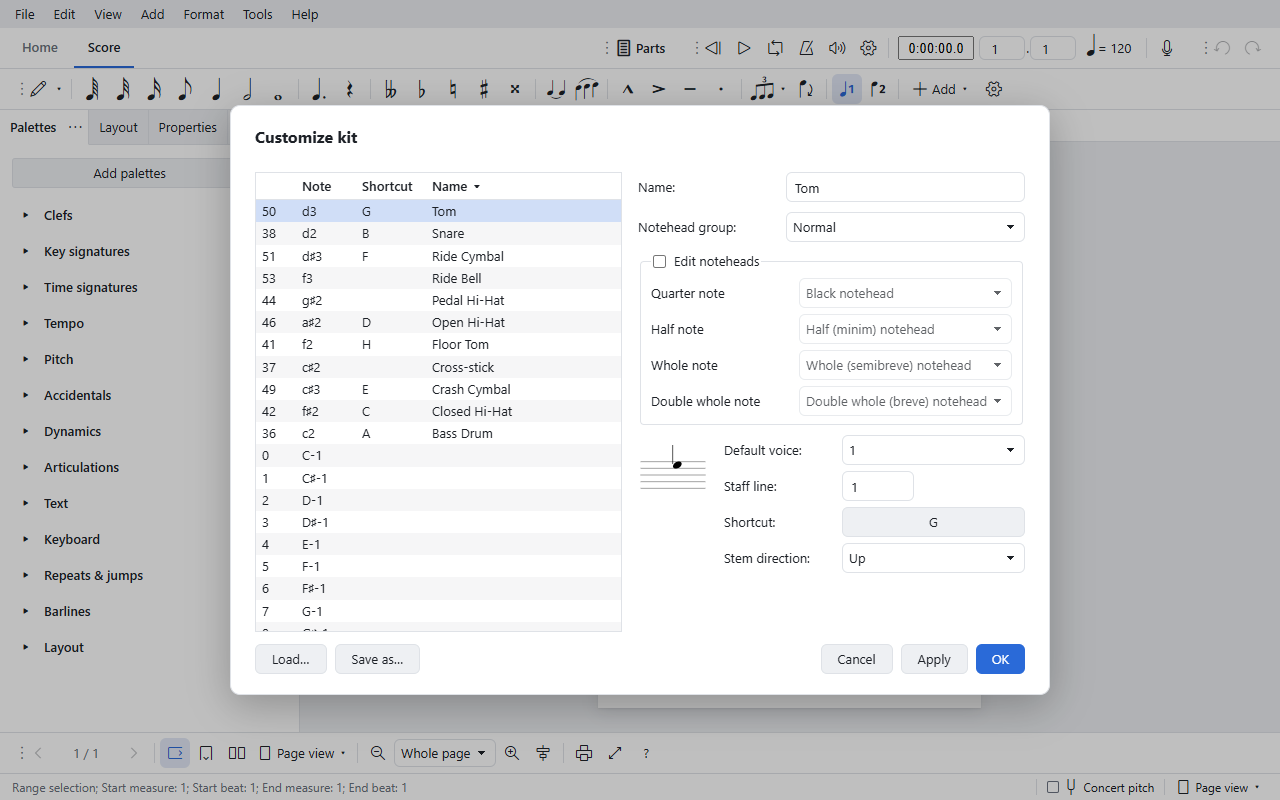 File Edit View Add Format Tools Help
Home Score Parts 0:00:00.0 1 . 1 = 120
3 1 2 Add
Palettes Layout Properties
Add palettes
Clefs
Key signatures
Time signatures
Tempo
Pitch
Accidentals
Dynamics
Articulations
Text
Keyboard
Repeats & jumps
Barlines
Layout
Customize kit
Note Shortcut Name
50 d3 G Tom
38 d2 B Snare
51 d♯3 F Ride Cymbal
53 f3 Ride Bell
44 g♯2 Pedal Hi-Hat
46 a♯2 D Open Hi-Hat
41 f2 H Floor Tom
37 c♯2 Cross-stick
49 c♯3 E Crash Cymbal
42 f♯2 C Closed Hi-Hat
36 c2 A Bass Drum
0 C-1
1 C♯-1
2 D-1
3 D♯-1
4 E-1
5 F-1
6 F♯-1
7 G-1
Name: Tom
Notehead group: Normal
Edit noteheads
Quarter note Black notehead
Half note Half (minim) notehead
Whole note Whole (semibreve) notehead
Double whole note Double whole (breve) notehead
Default voice: 1
Staff line: 1
Shortcut: G
Stem direction: Up
Load... Save as... Cancel Apply OK
1 / 1 Page view Whole page ?
Range selection; Start measure: 1; Start beat: 1; End measure: 1; End beat: 1 Concert pitch Page view